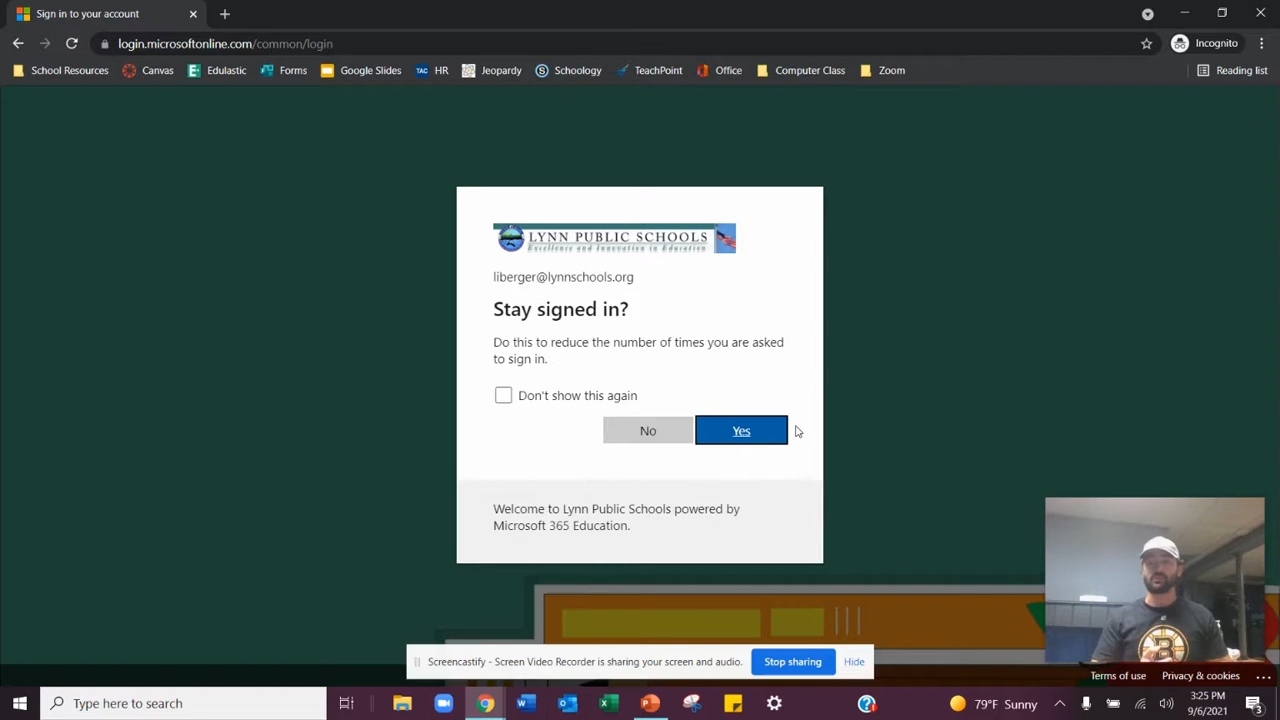 Sign in to your account
login.microsoftonline.com/common/login
Incognito
School Resources
Canvas
Edulastic
Forms
Google Slides
TAC HR
Jeopardy
Schoology
TeachPoint
Office
Computer Class
Zoom
Reading list
LYNN PUBLIC SCHOOLS
Excellence and Innovation in Education
liberger@lynnschools.org
Stay signed in?
Do this to reduce the number of times you are asked
to sign in.
Don't show this again
No
Yes
Welcome to Lynn Public Schools powered by
Microsoft 365 Education.
B
Screencastify - Screen Video Recorder is sharing your screen and audio.
Stop sharing
Hide
Terms of use
Privacy & cookies
...
Type here to search
79°F Sunny
3:25 PM
9/6/2021
3